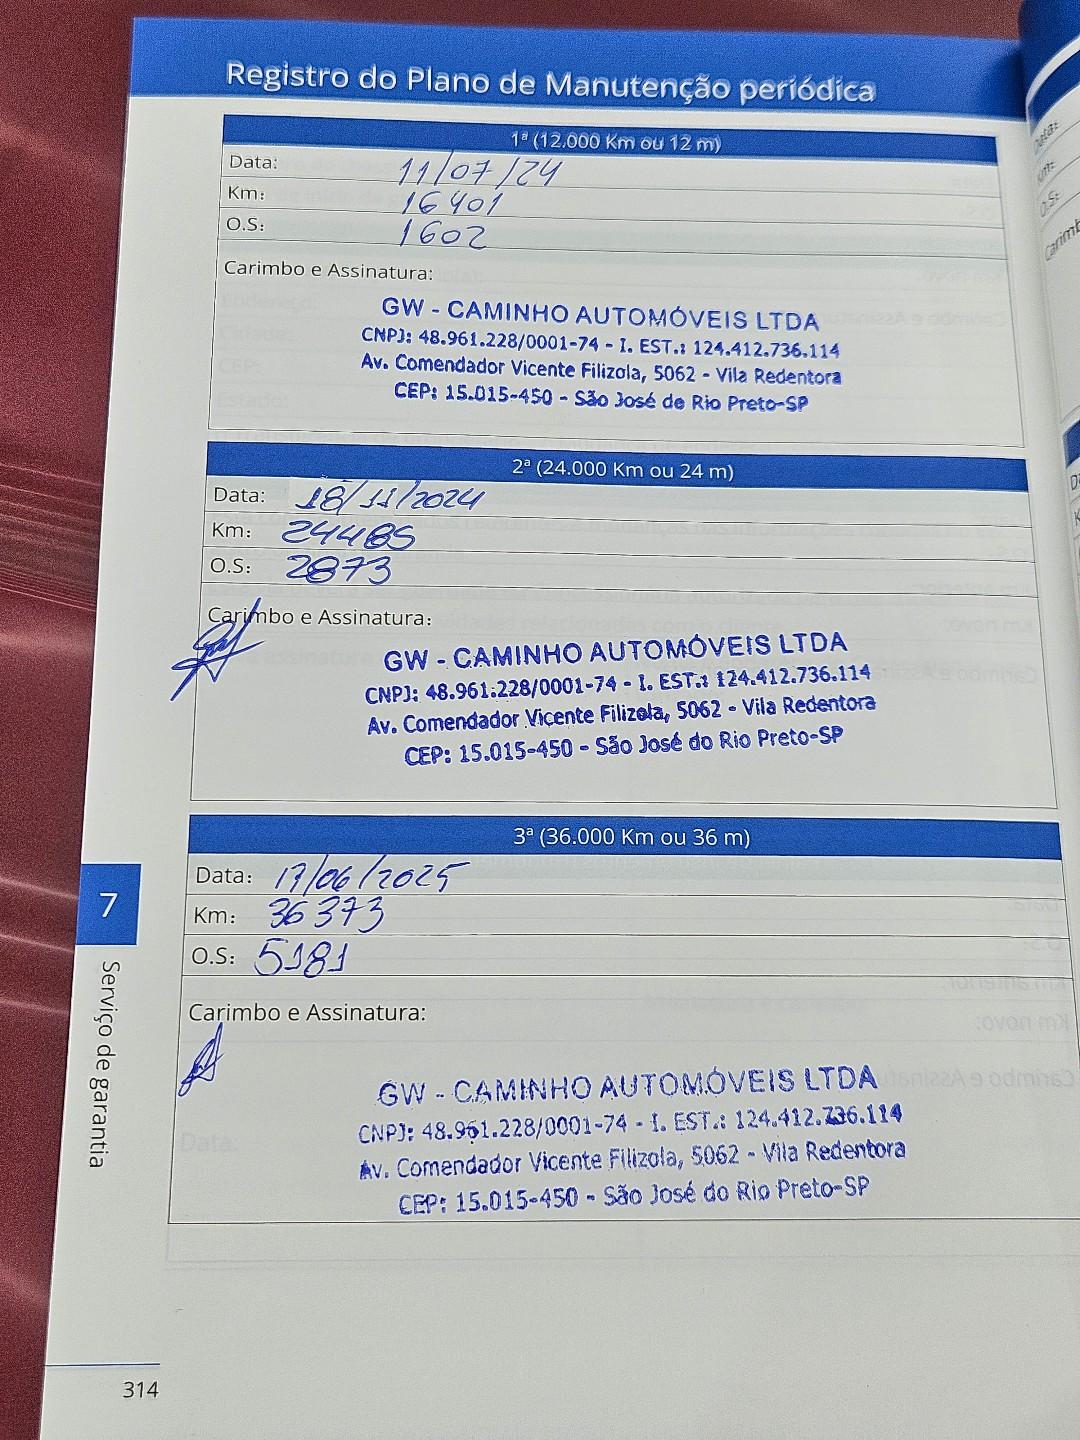 Registro do Plano de Manutenção periódica
1ª (12.000 Km ou 12 m)
Data: 11/07/24
Km: 16401
O.S: 1602
Carimbo e Assinatura:
GW - CAMINHO AUTOMÓVEIS LTDA
CNPJ: 48.961.228/0001-74 - I. EST.: 124.412.736.114
Av. Comendador Vicente Filizola, 5062 - Vila Redentora
CEP: 15.015-450 - São José do Rio Preto-SP
2ª (24.000 Km ou 24 m)
Data: 18/11/2024
Km: 24485
O.S: 2873
Carimbo e Assinatura:
GW - CAMINHO AUTOMÓVEIS LTDA
CNPJ: 48.961.228/0001-74 - I. EST.: 124.412.736.114
Av. Comendador Vicente Filizola, 5062 - Vila Redentora
CEP: 15.015-450 - São José do Rio Preto-SP
3ª (36.000 Km ou 36 m)
Data: 17/06/2025
Km: 36373
O.S: 5181
Carimbo e Assinatura:
GW - CAMINHO AUTOMÓVEIS LTDA
CNPJ: 48.961.228/0001-74 - I. EST.: 124.412.736.114
Av. Comendador Vicente Filizola, 5062 - Vila Redentora
CEP: 15.015-450 - São José do Rio Preto-SP
7
Serviço de garantia
314